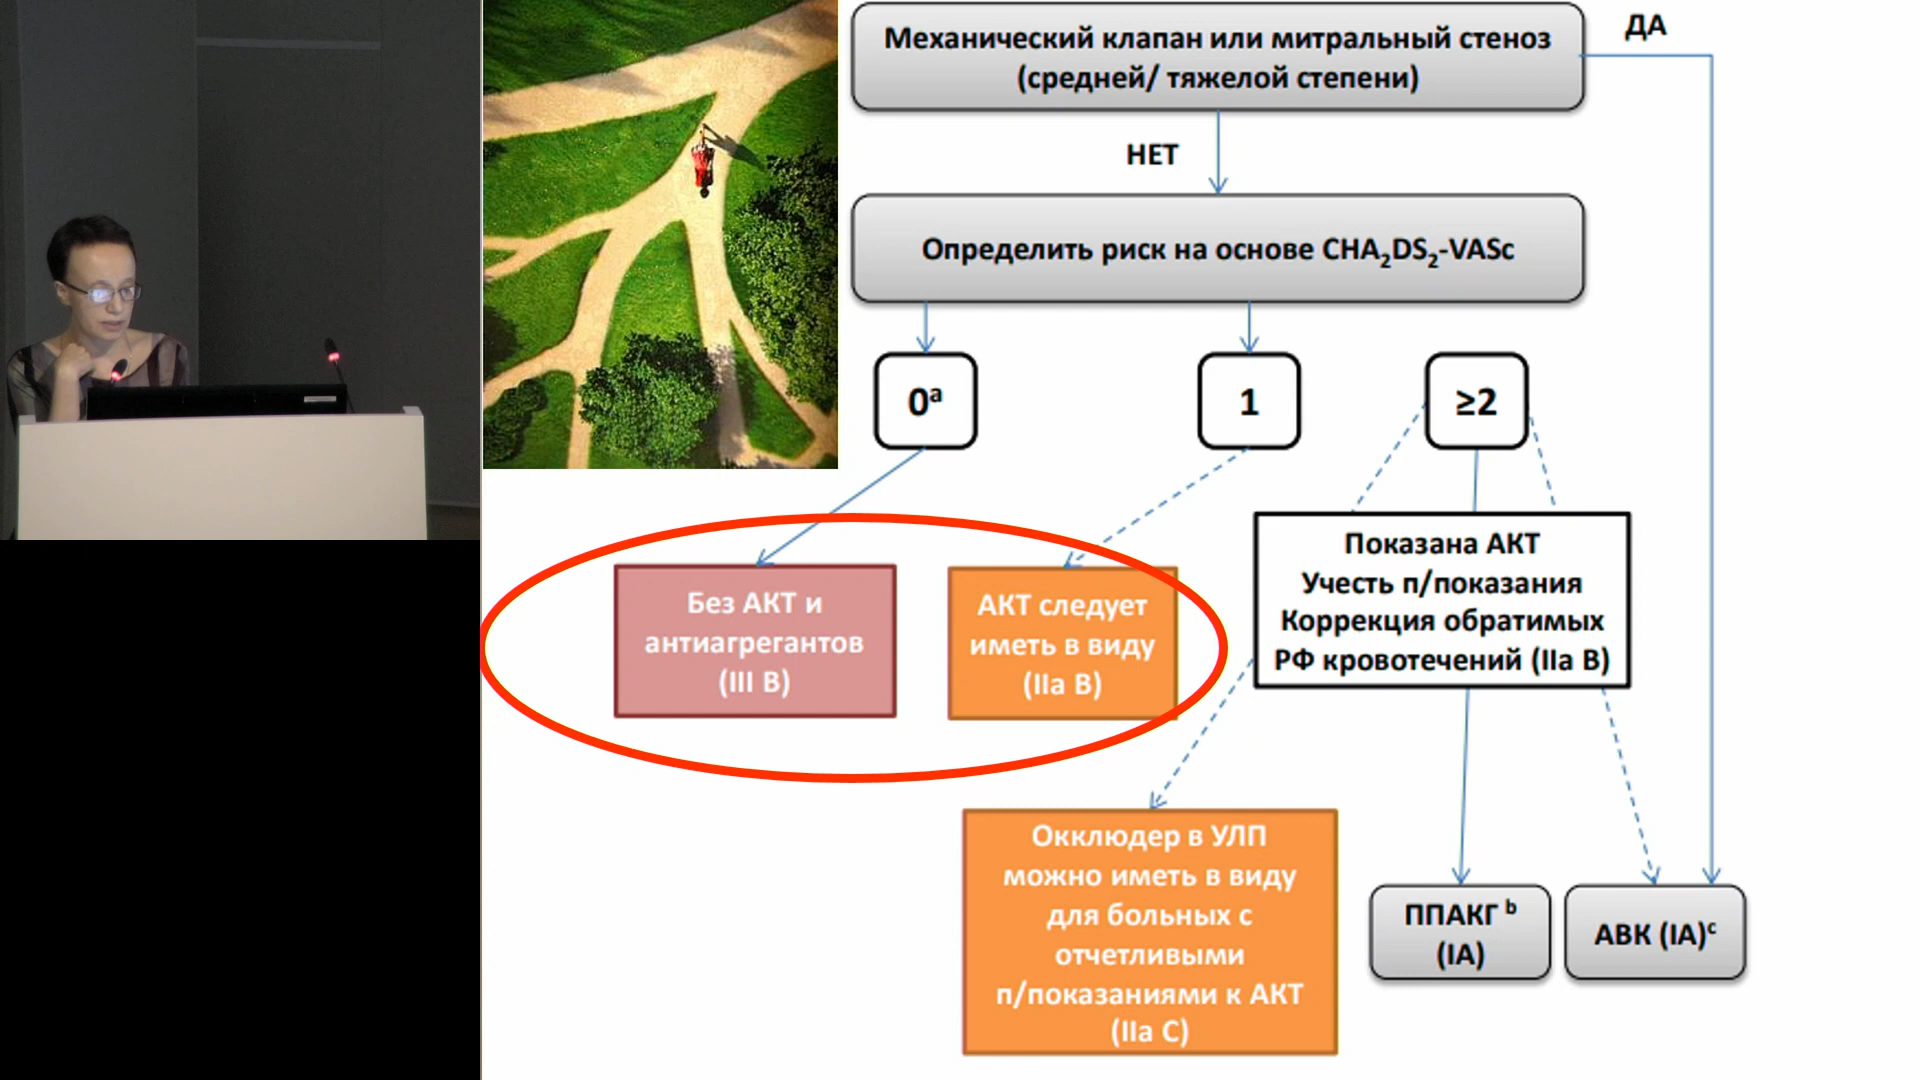 Механический клапан или митральный стеноз
(средней/ тяжелой степени)
ДА
НЕТ
Определить риск на основе CHA₂DS₂-VASc
0ᵃ
1
≥2
Без АКТ и
антиагрегантов
(III B)
АКТ следует
иметь в виду
(IIa B)
Показана АКТ
Учесть п/показания
Коррекция обратимых
РФ кровотечений (IIa B)
Окклюдер в УЛП
можно иметь в виду
для больных с
отчетливыми
п/показаниями к АКТ
(IIa C)
ППАКГ ᵇ
(IA)
АВК (IA)ᶜ